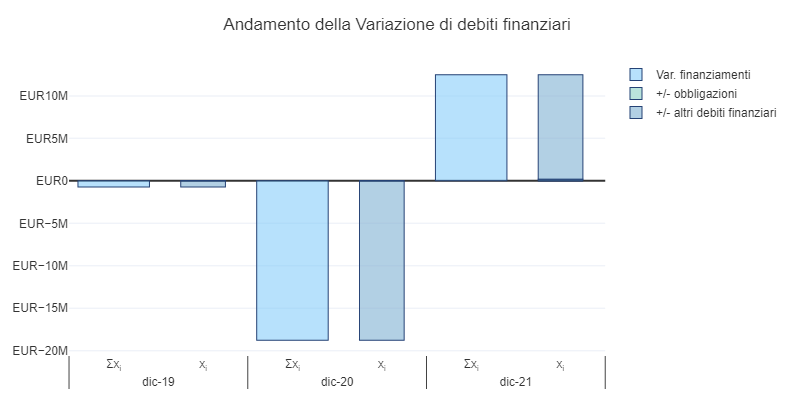 Andamento della Variazione di debiti finanziari
Var. finanziamenti
+/- obbligazioni
+/- altri debiti finanziari
EUR10M
EUR5M
EUR0
EUR−5M
EUR−10M
EUR−15M
EUR−20M
Σxi xi Σxi xi Σxi xi
dic-19 dic-20 dic-21